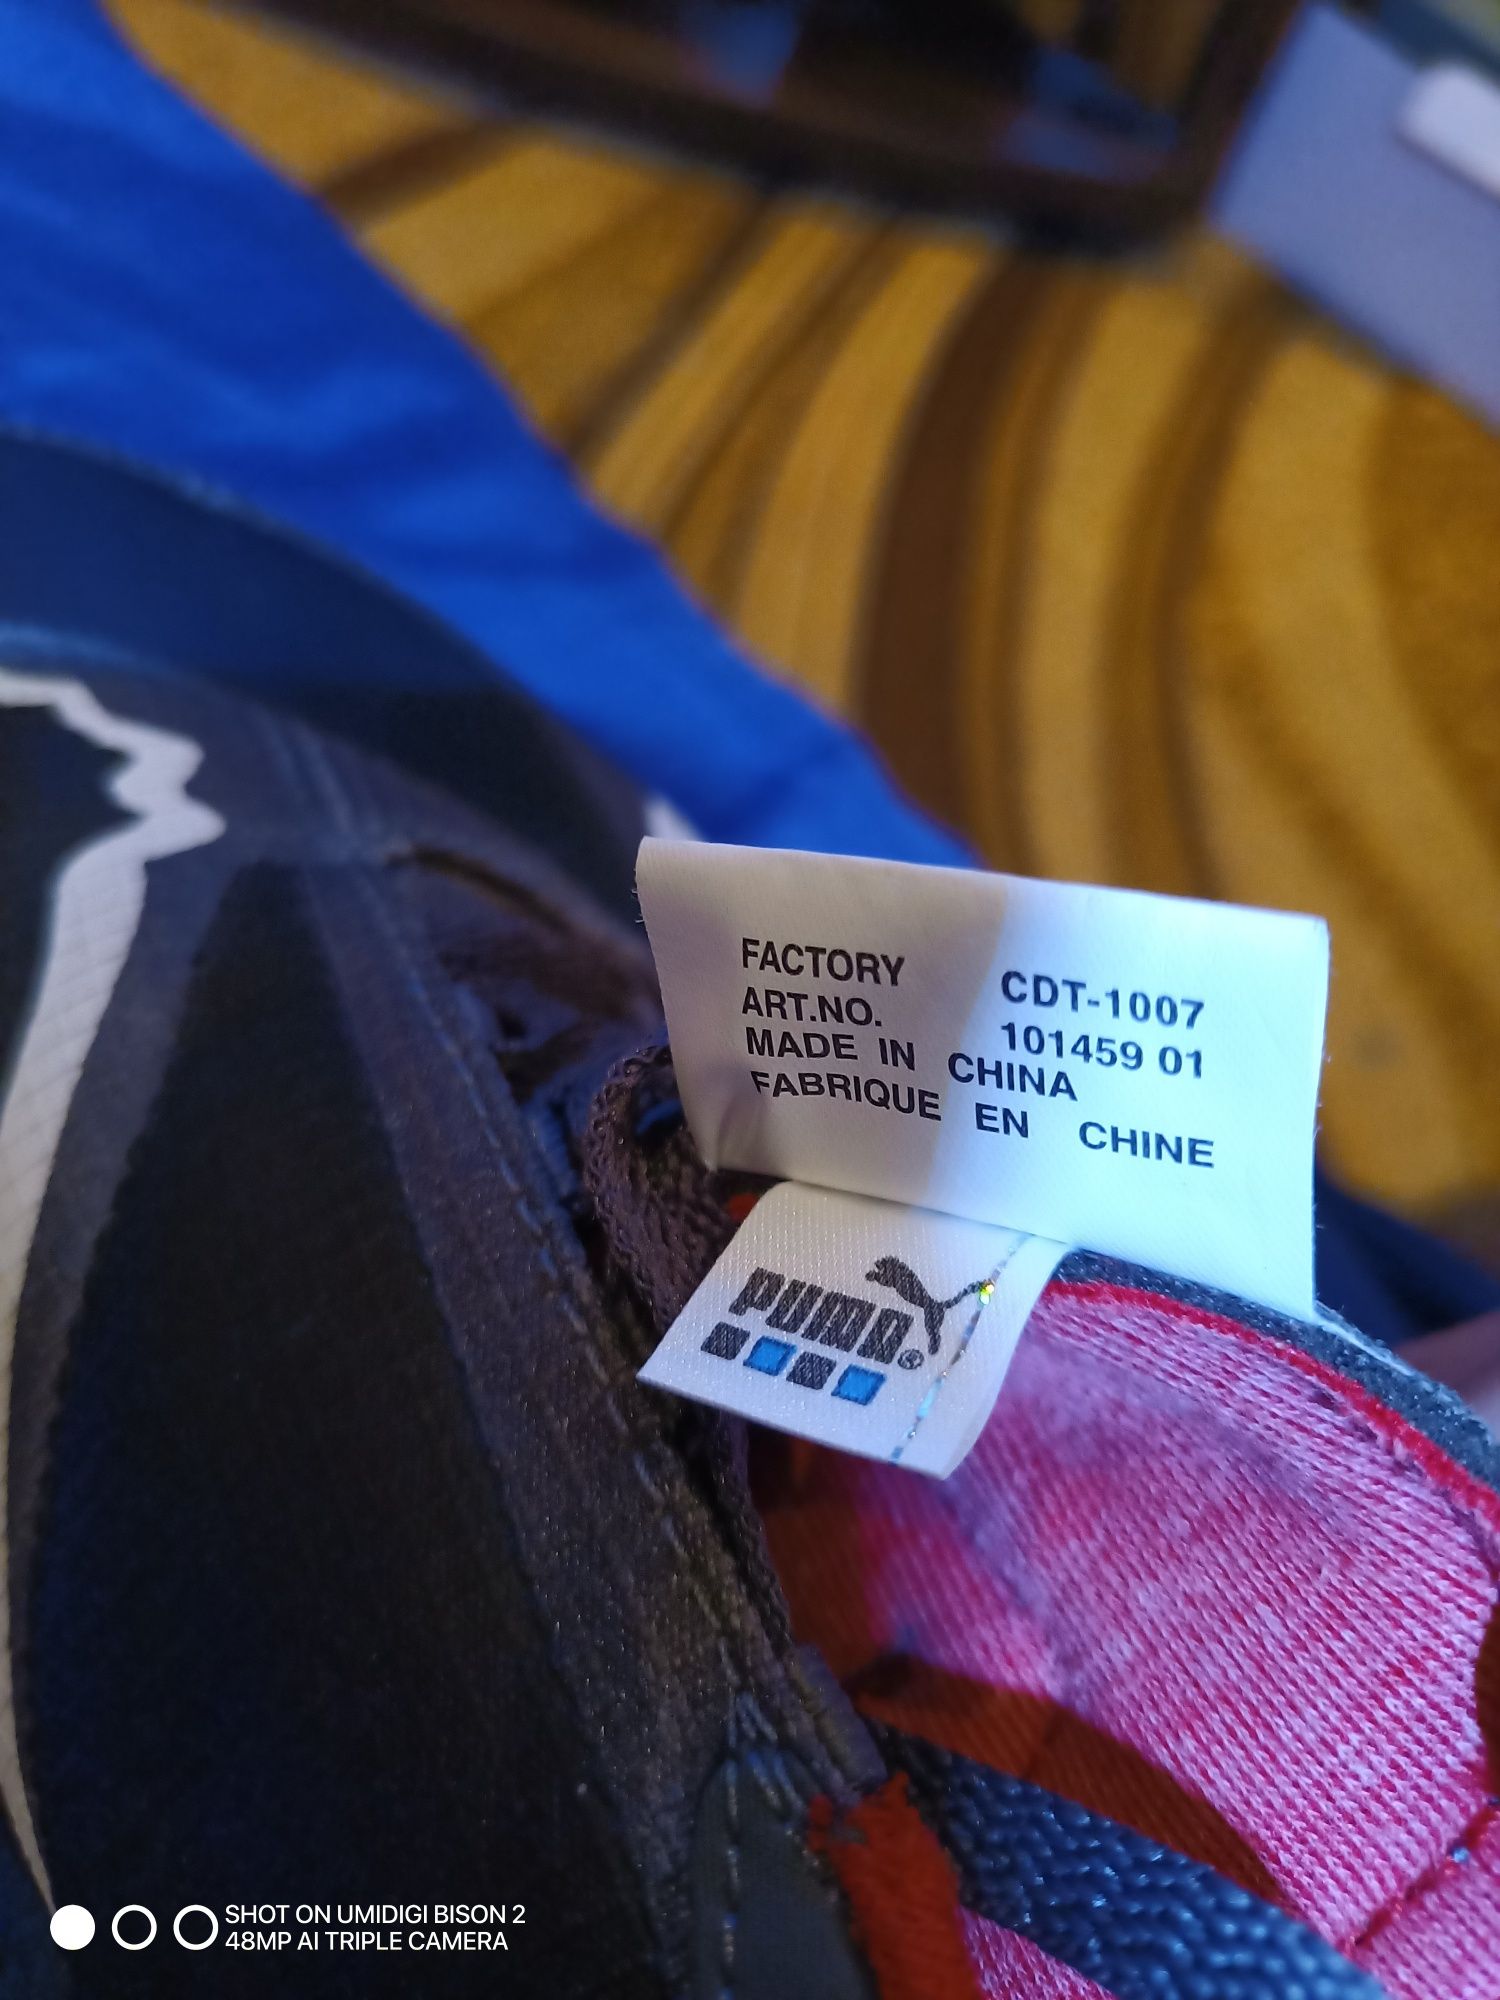 FACTORY CDT-1007
ART.NO. 101459 01
MADE IN CHINA
FABRIQUE EN CHINE
PUMA®
SHOT ON UMIDIGI BISON 2
48MP AI TRIPLE CAMERA